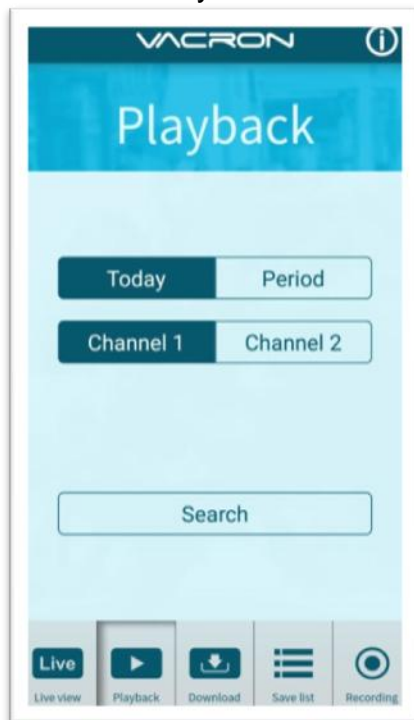 VACRON
Playback
Today Period
Channel 1 Channel 2
Search
Live
Live view Playback Download Save list Recording